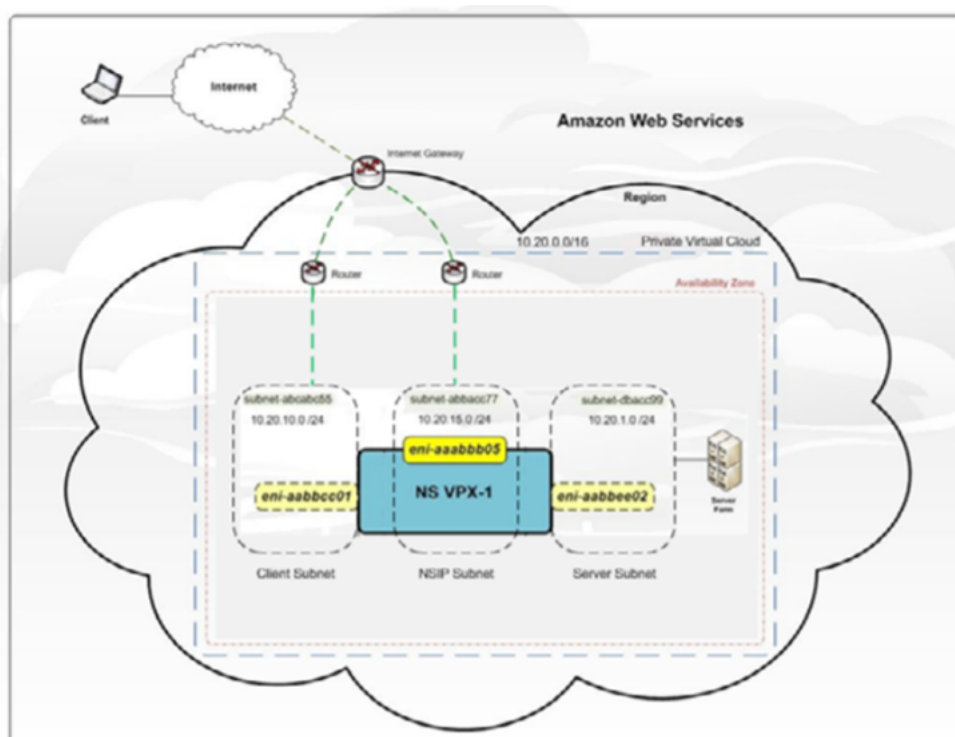 Internet
Client
Amazon Web Services
Internet Gateway
Region
10.20.0.0/16
Private Virtual Cloud
Router
Router
Availability Zone
subnet-abcabc55
subnet-abbacc77
subnet-dbacc99
10.20.10.0 /24
10.20.15.0 /24
10.20.1.0 /24
eni-aaabbb05
NS VPX-1
eni-aabbcc01
eni-aabbee02
Server
Farm
Client Subnet
NSIP Subnet
Server Subnet